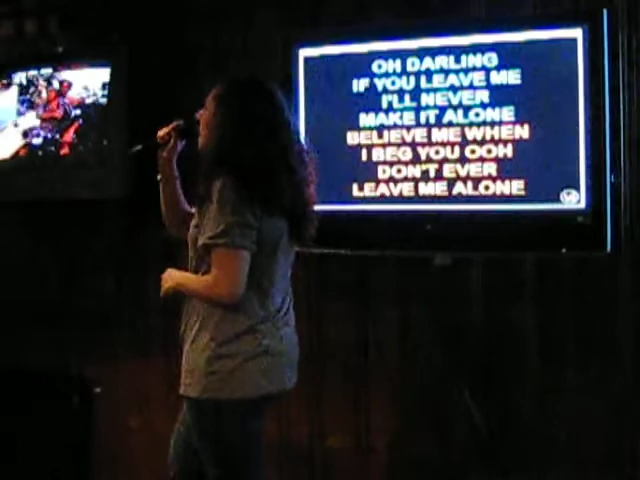 OH DARLING
IF YOU LEAVE ME
I'LL NEVER
MAKE IT ALONE
BELIEVE ME WHEN
I BEG YOU OOH
DON'T EVER
LEAVE ME ALONE